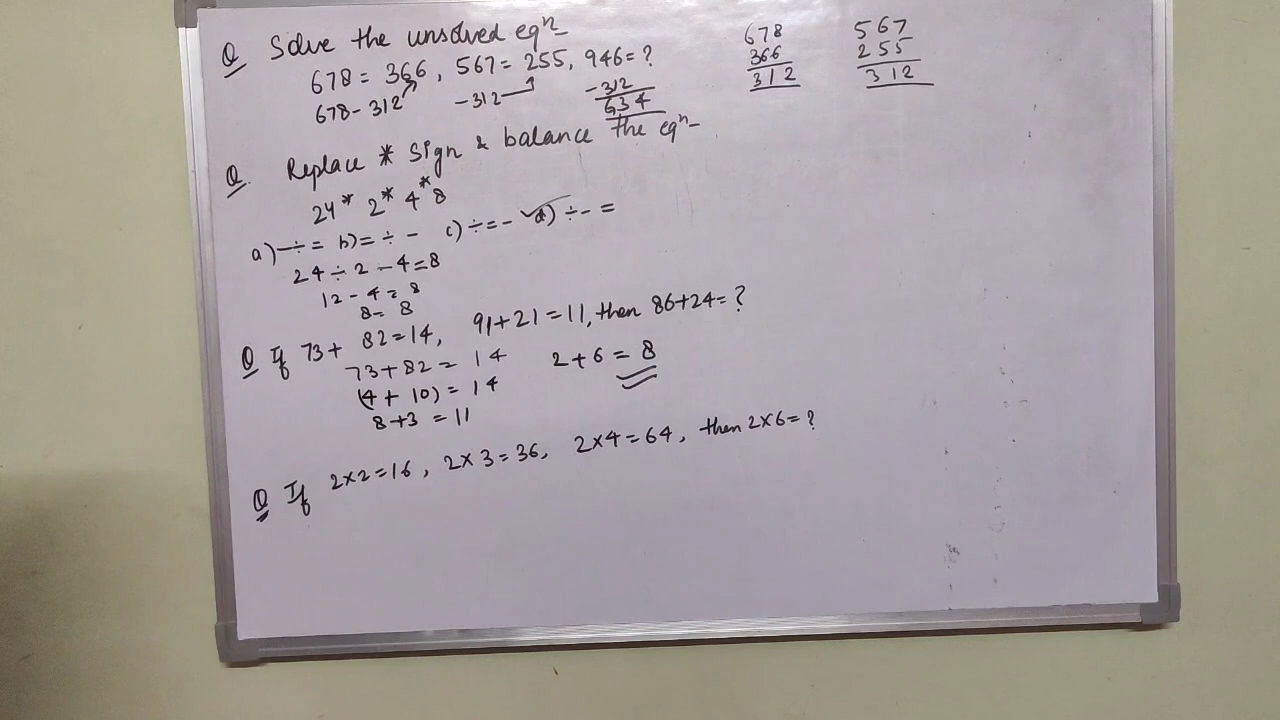 Q Solve the unsolved eqn-
678 = 366, 567 = 255, 946 = ?
678 - 312 -312 -312
634
678
366
312
567
255
312
Q. Replace * Sign & balance the eqn-
24 * 2 * 4 * 8
a) - ÷ = b) = ÷ - c) ÷ = - d) ÷ - =
24 ÷ 2 - 4 = 8
12 - 4 = 8
8 = 8
Q If 73 + 82 = 14, 91 + 21 = 11, then 86 + 24 = ?
73 + 82 = 14 2 + 6 = 8
(4 + 10) = 14
8 + 3 = 11
Q If 2 x 2 = 16, 2 x 3 = 36, 2 x 4 = 64, then 2 x 6 = ?